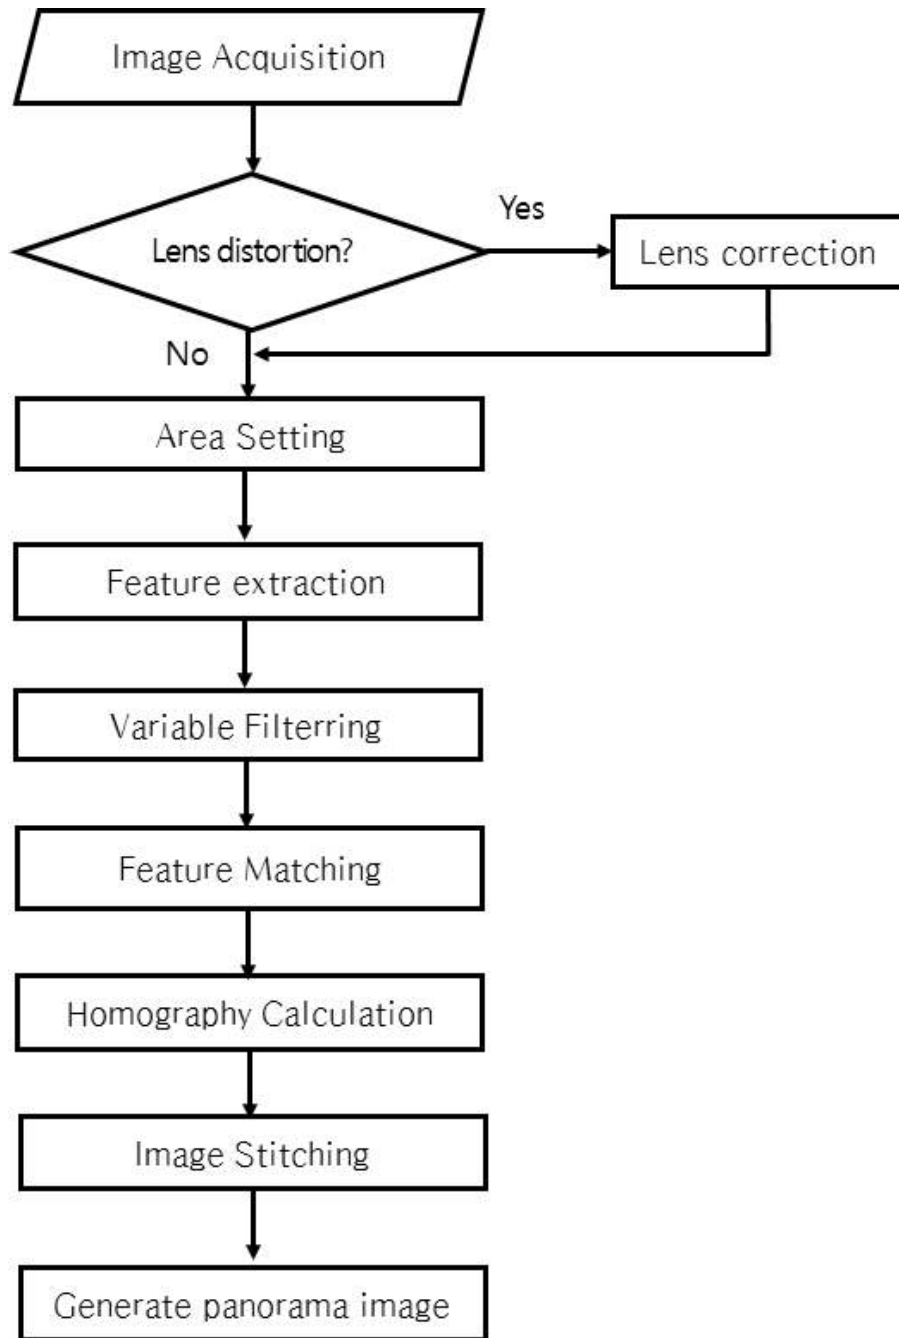 Image Acquisition
Lens distortion?
Yes
Lens correction
No
Area Setting
Feature extraction
Variable Filterring
Feature Matching
Homography Calculation
Image Stitching
Generate panorama image